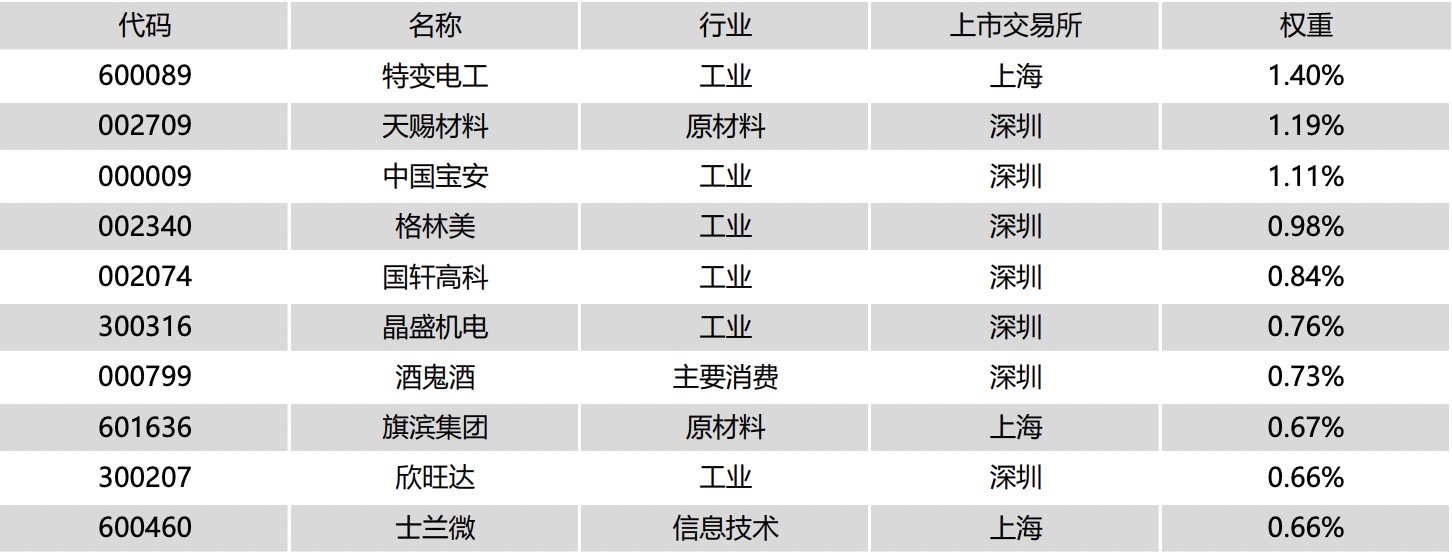 代码 名称 行业 上市交易所 权重
600089 特变电工 工业 上海 1.40%
002709 天赐材料 原材料 深圳 1.19%
000009 中国宝安 工业 深圳 1.11%
002340 格林美 工业 深圳 0.98%
002074 国轩高科 工业 深圳 0.84%
300316 晶盛机电 工业 深圳 0.76%
000799 酒鬼酒 主要消费 深圳 0.73%
601636 旗滨集团 原材料 上海 0.67%
300207 欣旺达 工业 深圳 0.66%
600460 士兰微 信息技术 上海 0.66%